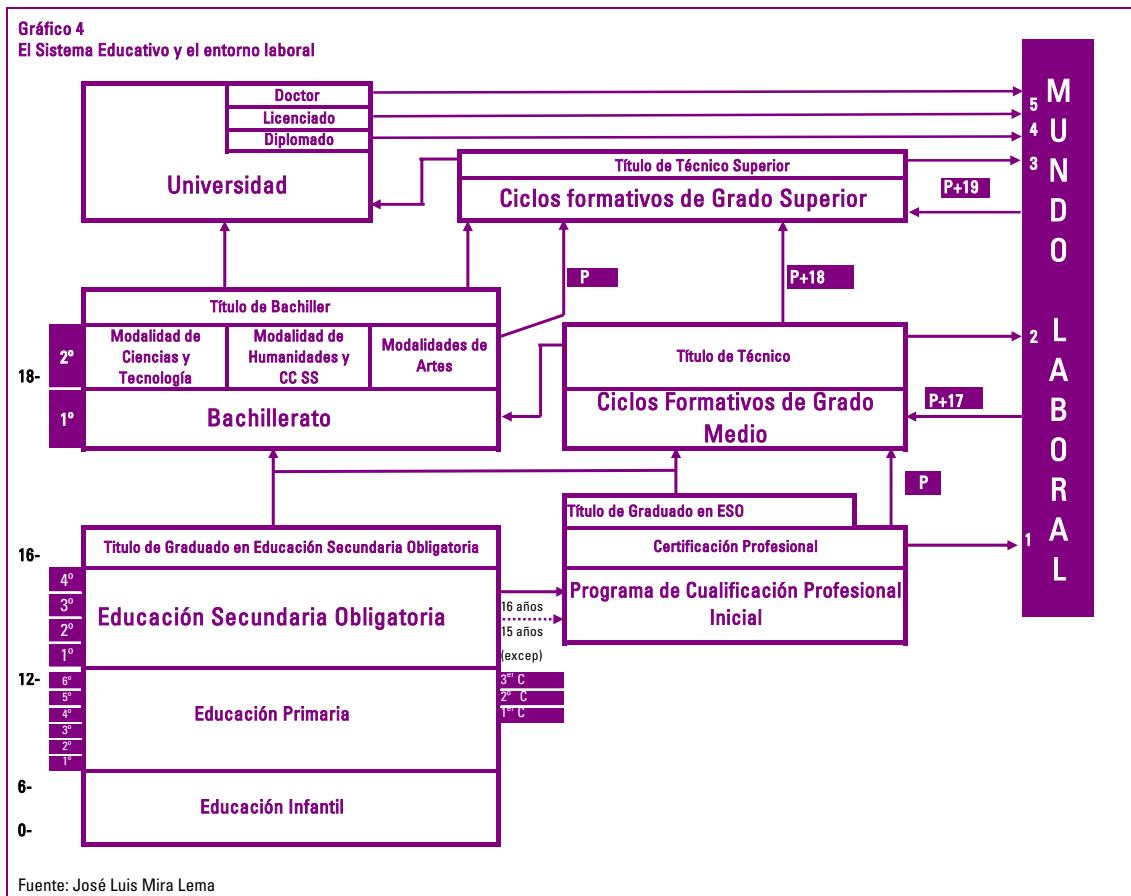 Gráfico 4
El Sistema Educativo y el entorno laboral
Doctor
Licenciado
Diplomado
Universidad
Título de Técnico Superior
Ciclos formativos de Grado Superior
5
4
3
P+19
P
P+18
Título de Bachiller
Modalidad de
Ciencias y
Tecnología
Modalidad de
Humanidades y
CC SS
Modalidades de
Artes
2º
18-
1º
Bachillerato
Título de Técnico
Ciclos Formativos de Grado
Medio
2
P+17
P
Título de Graduado en ESO
Certificación Profesional
1
Programa de Cualificación Profesional
Inicial
Titulo de Graduado en Educación Secundaria Obligatoria
16-
4º
3º
2º
1º
Educación Secundaria Obligatoria
16 años
15 años
(excep)
12-
6º
5º
4º
3º
2º
1º
Educación Primaria
3er C
2º C
1er C
6-
Educación Infantil
0-
MUNDO LABORAL
Fuente: José Luis Mira Lema